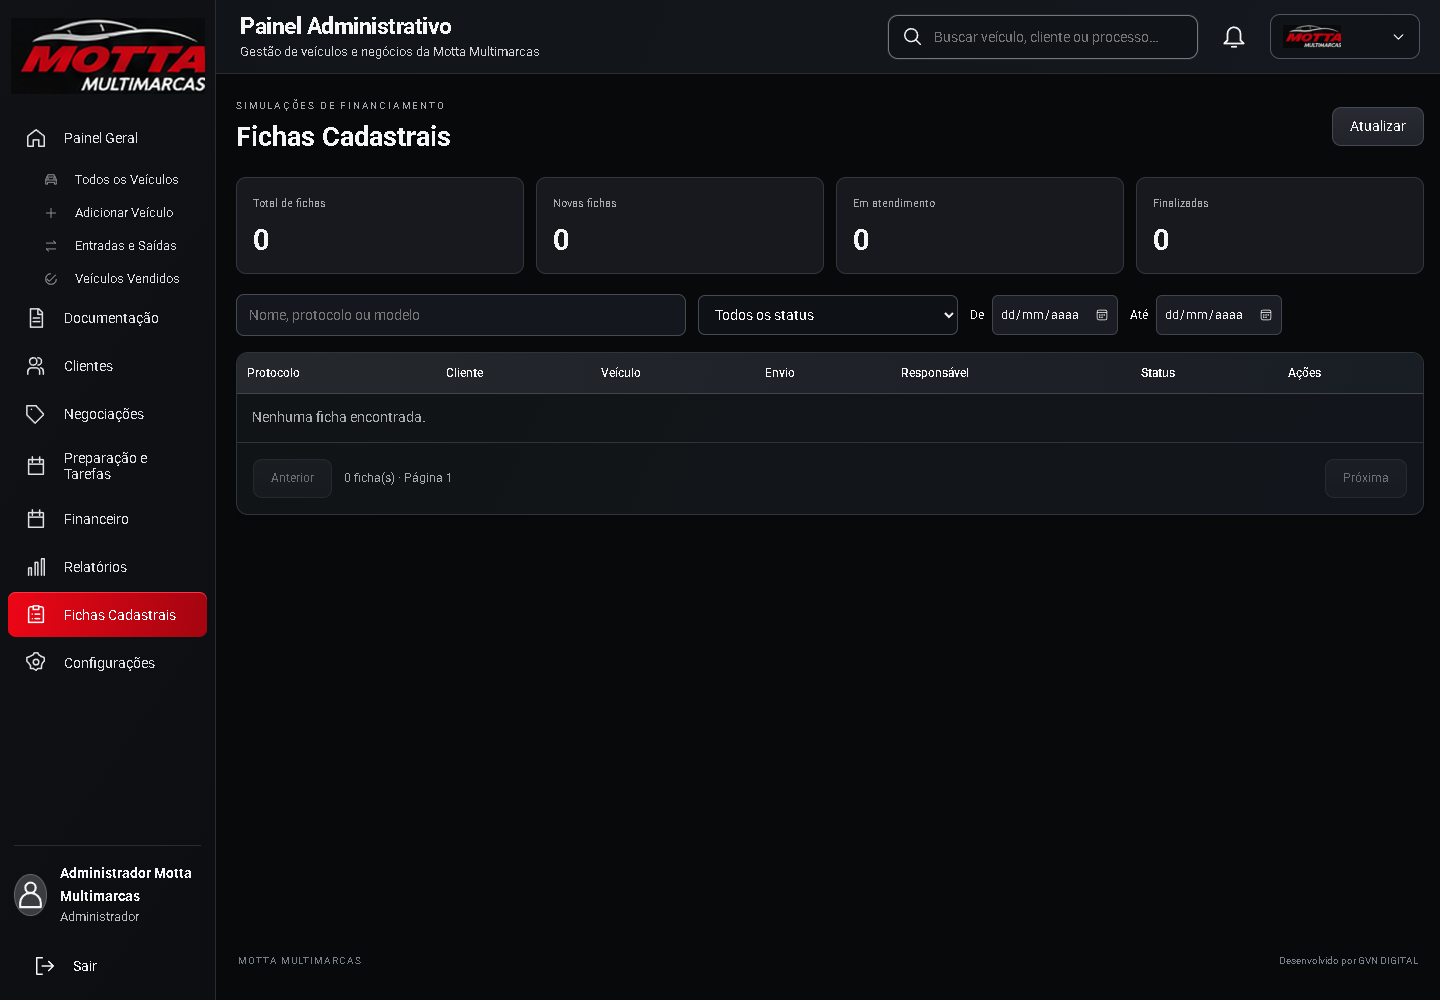 MOTTA
MULTIMARCAS
Painel Administrativo
Gestão de veículos e negócios da Motta Multimarcas
Buscar veículo, cliente ou processo...
MOTTA
MULTIMARCAS
Painel Geral
Todos os Veículos
Adicionar Veículo
Entradas e Saídas
Veículos Vendidos
Documentação
Clientes
Negociações
Preparação e
Tarefas
Financeiro
Relatórios
Fichas Cadastrais
Configurações
Administrador Motta
Multimarcas
Administrador
Sair
SIMULAÇÕES DE FINANCIAMENTO
Fichas Cadastrais
Atualizar
Total de fichas
0
Novas fichas
0
Em atendimento
0
Finalizadas
0
Nome, protocolo ou modelo
Todos os status
De
dd/mm/aaaa
Até
dd/mm/aaaa
Protocolo Cliente Veículo Envio Responsável Status Ações
Nenhuma ficha encontrada.
Anterior
0 ficha(s) · Página 1
Próxima
MOTTA MULTIMARCAS
Desenvolvido por GVN DIGITAL